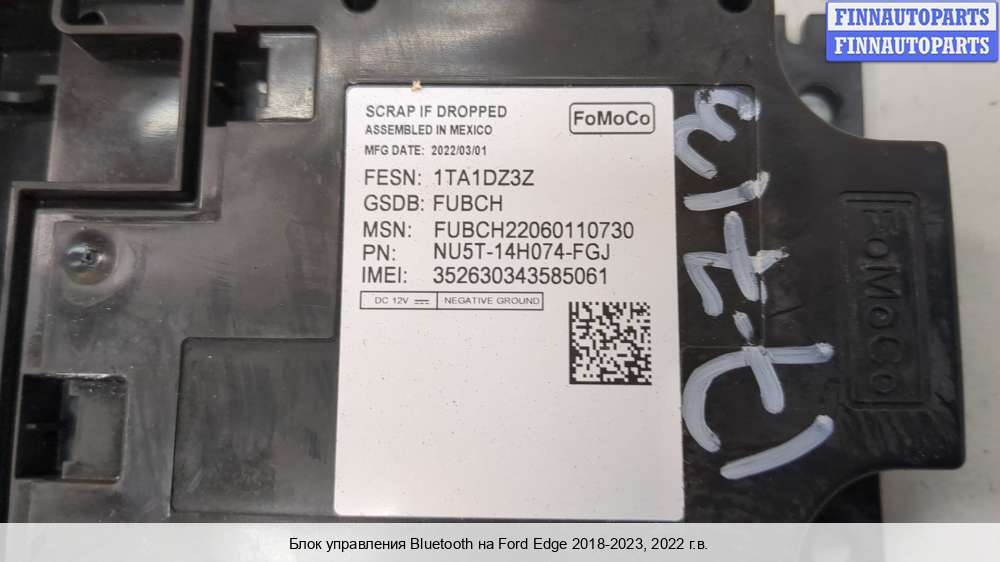 FINNAUTOPARTS
FINNAUTOPARTS
SCRAP IF DROPPED
ASSEMBLED IN MEXICO
FoMoCo
MFG DATE: 2022/03/01
FESN: 1TA1DZ3Z
GSDB: FUBCH
MSN: FUBCH22060110730
PN: NU5T-14H074-FGJ
IMEI: 352630343585061
DC 12V NEGATIVE GROUND
FoMoCo
Блок управления Bluetooth на Ford Edge 2018-2023, 2022 г.в.